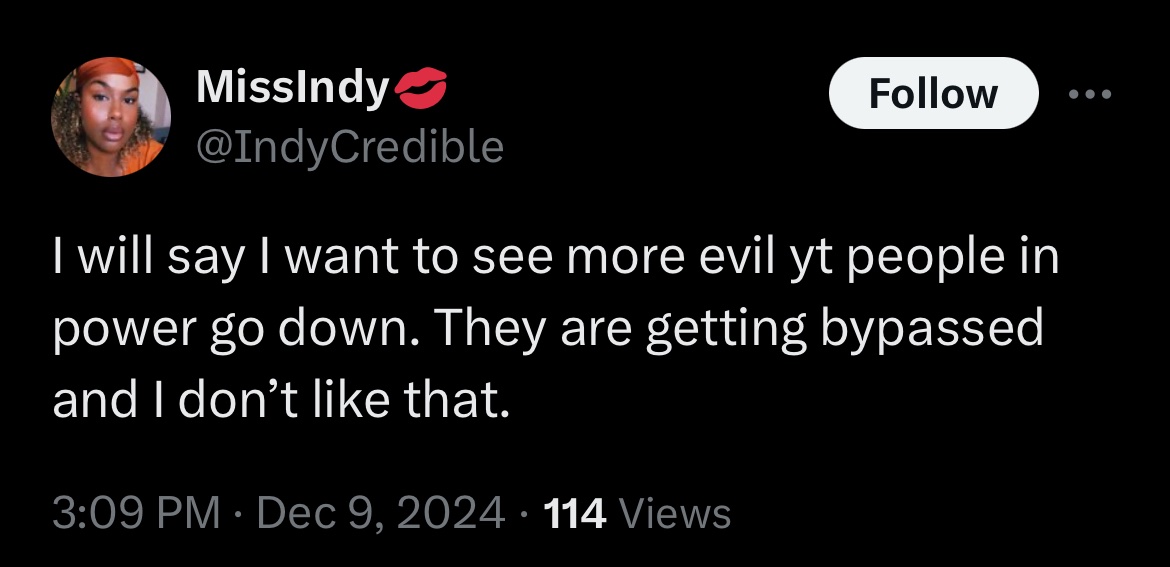 MissIndy💋
@IndyCredible
Follow
I will say I want to see more evil yt people in
power go down. They are getting bypassed
and I don’t like that.
3:09 PM · Dec 9, 2024 · 114 Views